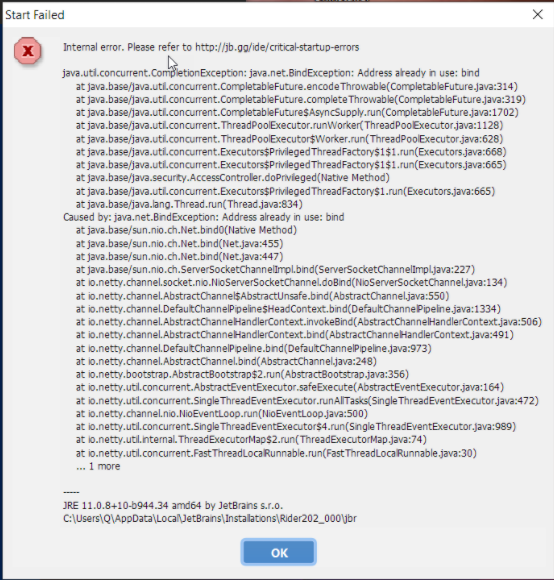 Start Failed
Internal error. Please refer to http://jb.gg/ide/critical-startup-errors
java.util.concurrent.CompletionException: java.net.BindException: Address already in use: bind
at java.base/java.util.concurrent.CompletableFuture.encodeThrowable(CompletableFuture.java:314)
at java.base/java.util.concurrent.CompletableFuture.completeThrowable(CompletableFuture.java:319)
at java.base/java.util.concurrent.CompletableFuture$AsyncSupply.run(CompletableFuture.java:1702)
at java.base/java.util.concurrent.ThreadPoolExecutor.runWorker(ThreadPoolExecutor.java:1128)
at java.base/java.util.concurrent.ThreadPoolExecutor$Worker.run(ThreadPoolExecutor.java:628)
at java.base/java.util.concurrent.Executors$PrivilegedThreadFactory$1$1.run(Executors.java:668)
at java.base/java.util.concurrent.Executors$PrivilegedThreadFactory$1$1.run(Executors.java:665)
at java.base/java.security.AccessController.doPrivileged(Native Method)
at java.base/java.util.concurrent.Executors$PrivilegedThreadFactory$1.run(Executors.java:665)
at java.base/java.lang.Thread.run(Thread.java:834)
Caused by: java.net.BindException: Address already in use: bind
at java.base/sun.nio.ch.Net.bind0(Native Method)
at java.base/sun.nio.ch.Net.bind(Net.java:455)
at java.base/sun.nio.ch.Net.bind(Net.java:447)
at java.base/sun.nio.ch.ServerSocketChannelImpl.bind(ServerSocketChannelImpl.java:227)
at io.netty.channel.socket.nio.NioServerSocketChannel.doBind(NioServerSocketChannel.java:134)
at io.netty.channel.AbstractChannel$AbstractUnsafe.bind(AbstractChannel.java:550)
at io.netty.channel.DefaultChannelPipeline$HeadContext.bind(DefaultChannelPipeline.java:1334)
at io.netty.channel.AbstractChannelHandlerContext.invokeBind(AbstractChannelHandlerContext.java:506)
at io.netty.channel.AbstractChannelHandlerContext.bind(AbstractChannelHandlerContext.java:491)
at io.netty.channel.DefaultChannelPipeline.bind(DefaultChannelPipeline.java:973)
at io.netty.channel.AbstractChannel.bind(AbstractChannel.java:248)
at io.netty.bootstrap.AbstractBootstrap$2.run(AbstractBootstrap.java:356)
at io.netty.util.concurrent.AbstractEventExecutor.safeExecute(AbstractEventExecutor.java:164)
at io.netty.util.concurrent.SingleThreadEventExecutor.runAllTasks(SingleThreadEventExecutor.java:472)
at io.netty.channel.nio.NioEventLoop.run(NioEventLoop.java:500)
at io.netty.util.concurrent.SingleThreadEventExecutor$4.run(SingleThreadEventExecutor.java:989)
at io.netty.util.internal.ThreadExecutorMap$2.run(ThreadExecutorMap.java:74)
at io.netty.util.concurrent.FastThreadLocalRunnable.run(FastThreadLocalRunnable.java:30)
... 1 more
-----
JRE 11.0.8+10-b944.34 amd64 by JetBrains s.r.o.
C:\Users\Q\AppData\Local\JetBrains\Installations\Rider202_000\jbr
OK